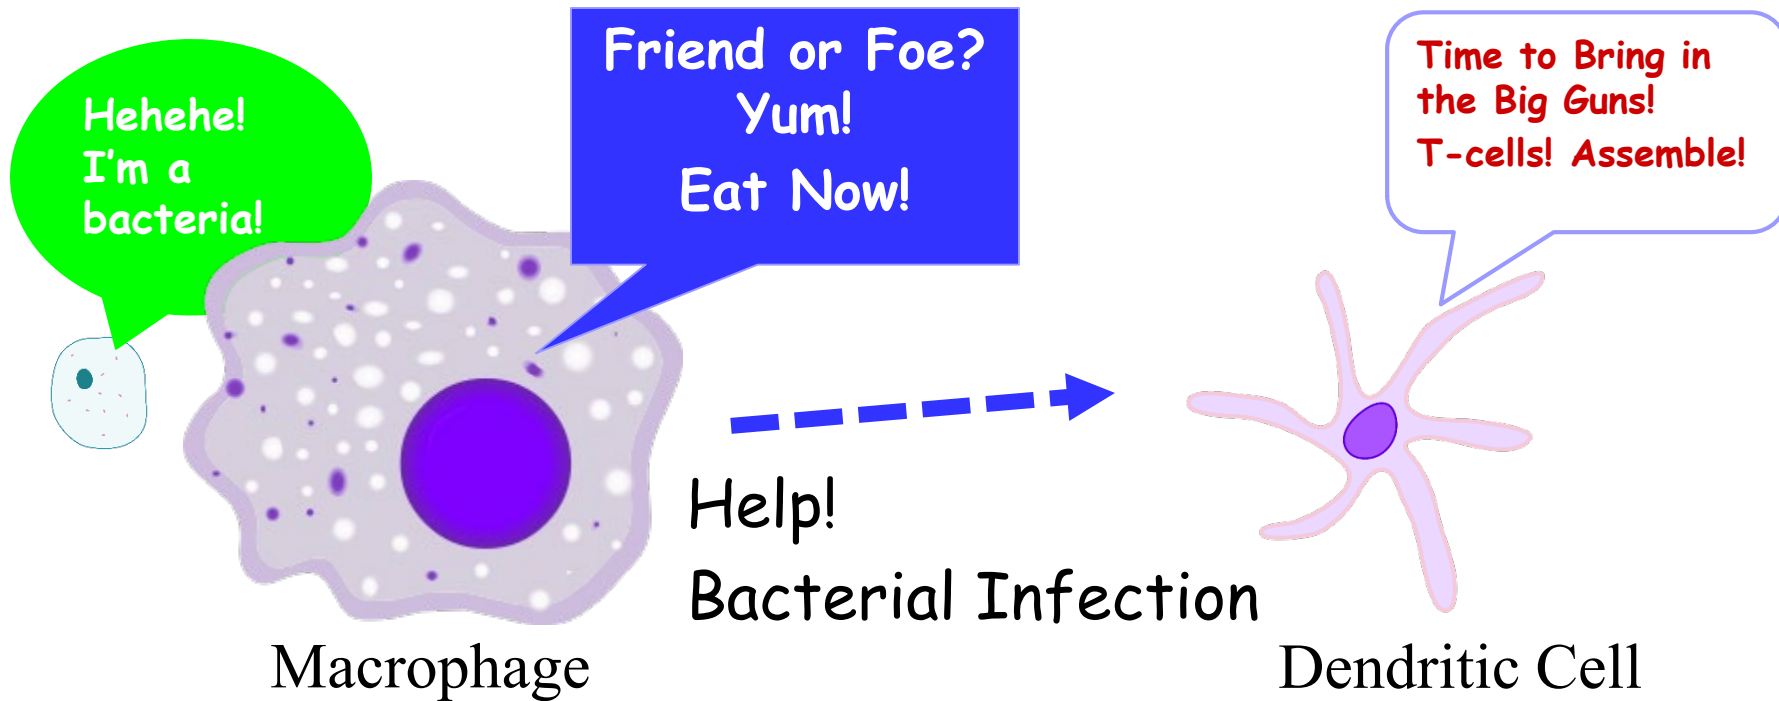 Hehehe!
I'm a
bacteria!
Friend or Foe?
Yum!
Eat Now!
Time to Bring in
the Big Guns!
T-cells! Assemble!
Help!
Bacterial Infection
Macrophage
Dendritic Cell